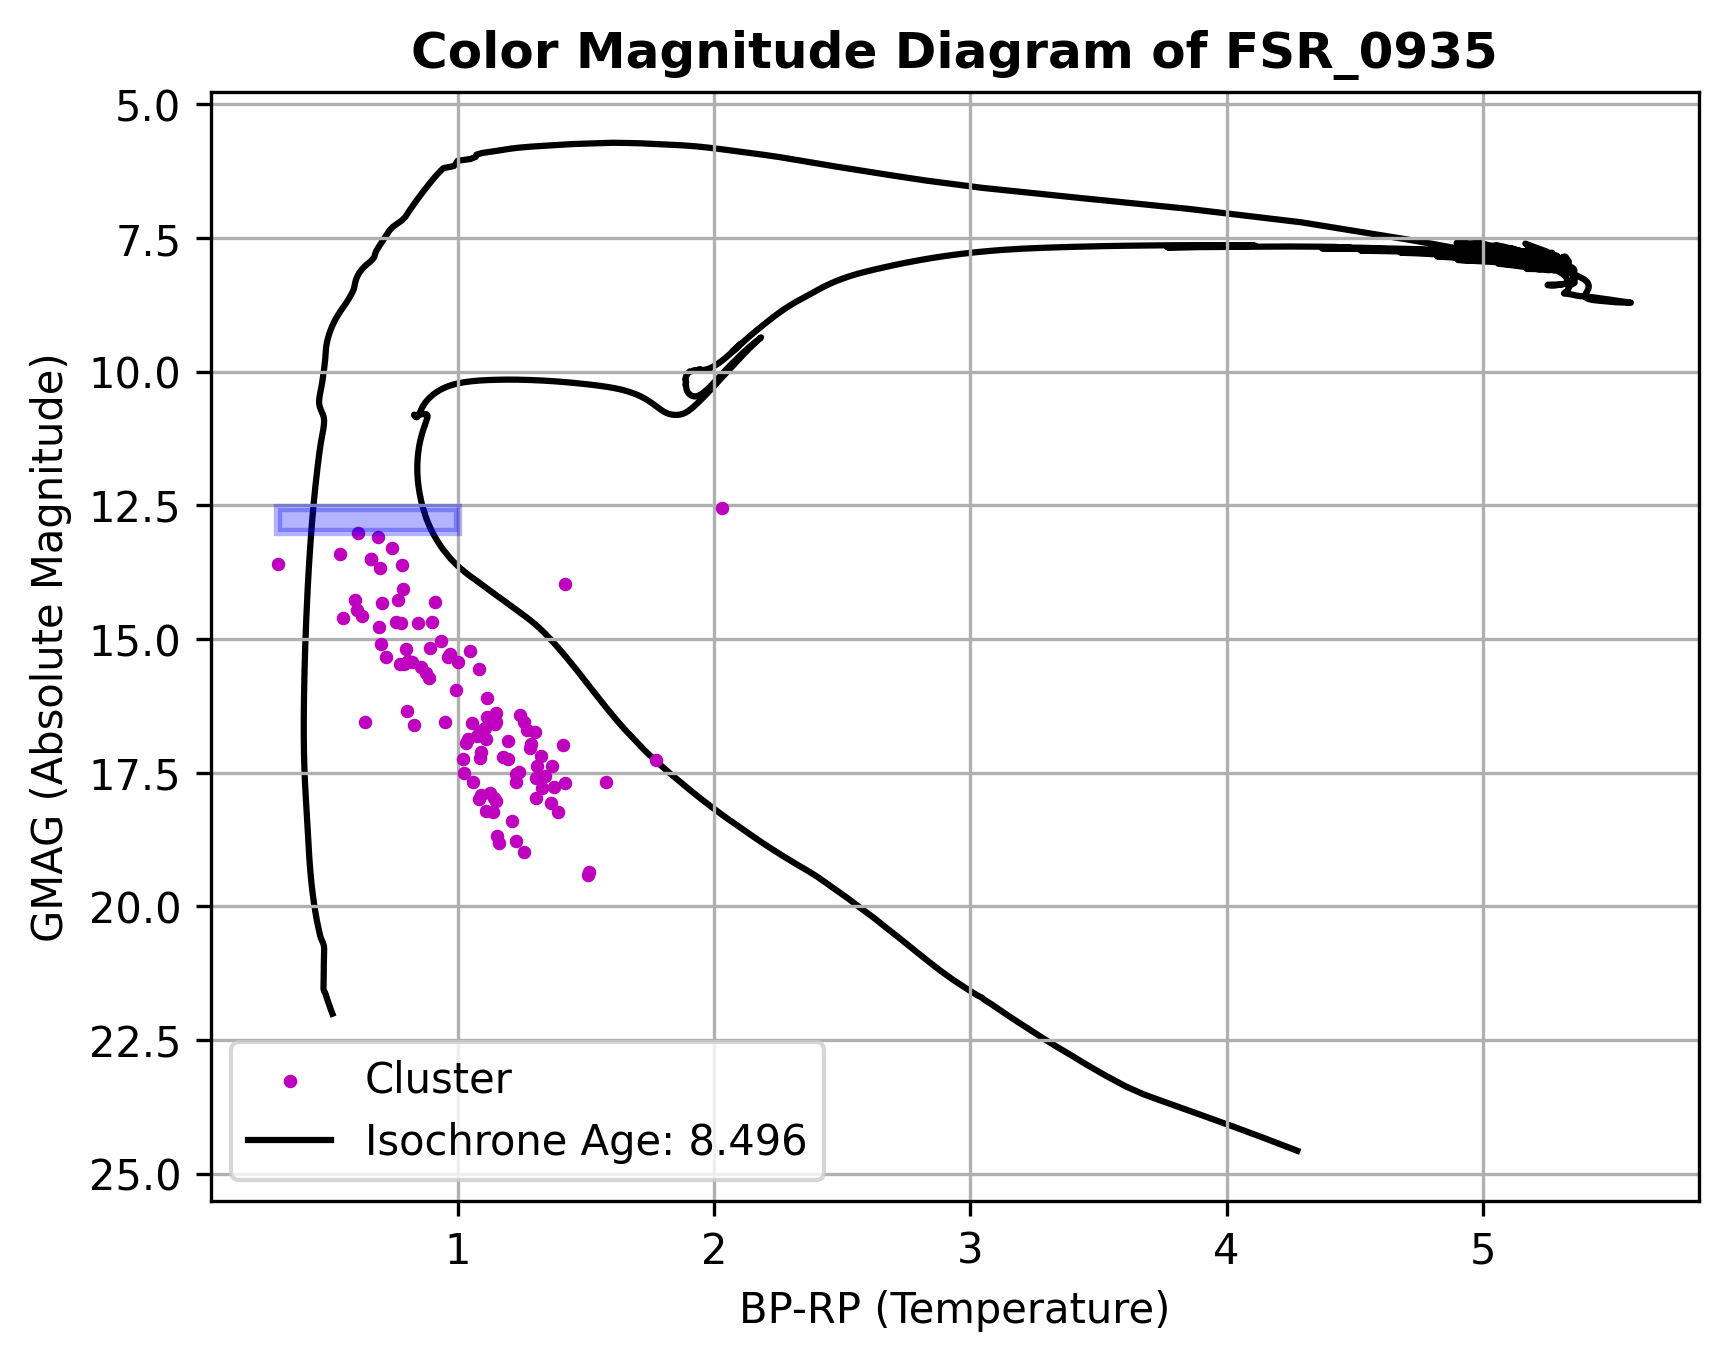 Color Magnitude Diagram of FSR_0935
5.0
7.5
10.0
12.5
15.0
17.5
20.0
22.5
25.0
GMAG (Absolute Magnitude)
Cluster
Isochrone Age: 8.496
1 2 3 4 5
BP-RP (Temperature)